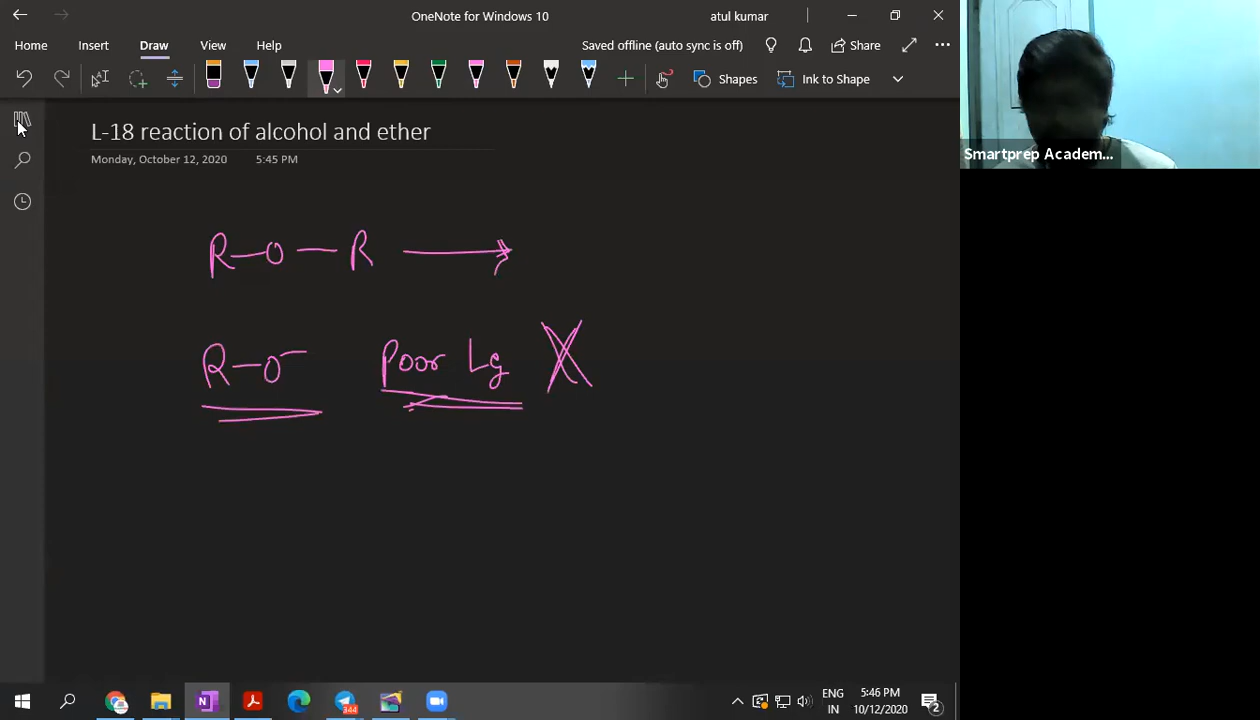 OneNote for Windows 10
atul kumar
Home Insert Draw View Help
Saved offline (auto sync is off)
Share
Shapes
Ink to Shape
L-18 reaction of alcohol and ether
Monday, October 12, 2020 5:45 PM
Smartprep Academ...
R—O—R ⟶
R—O⁻ Poor Lg X
344
ENG
IN
5:46 PM
10/12/2020
2